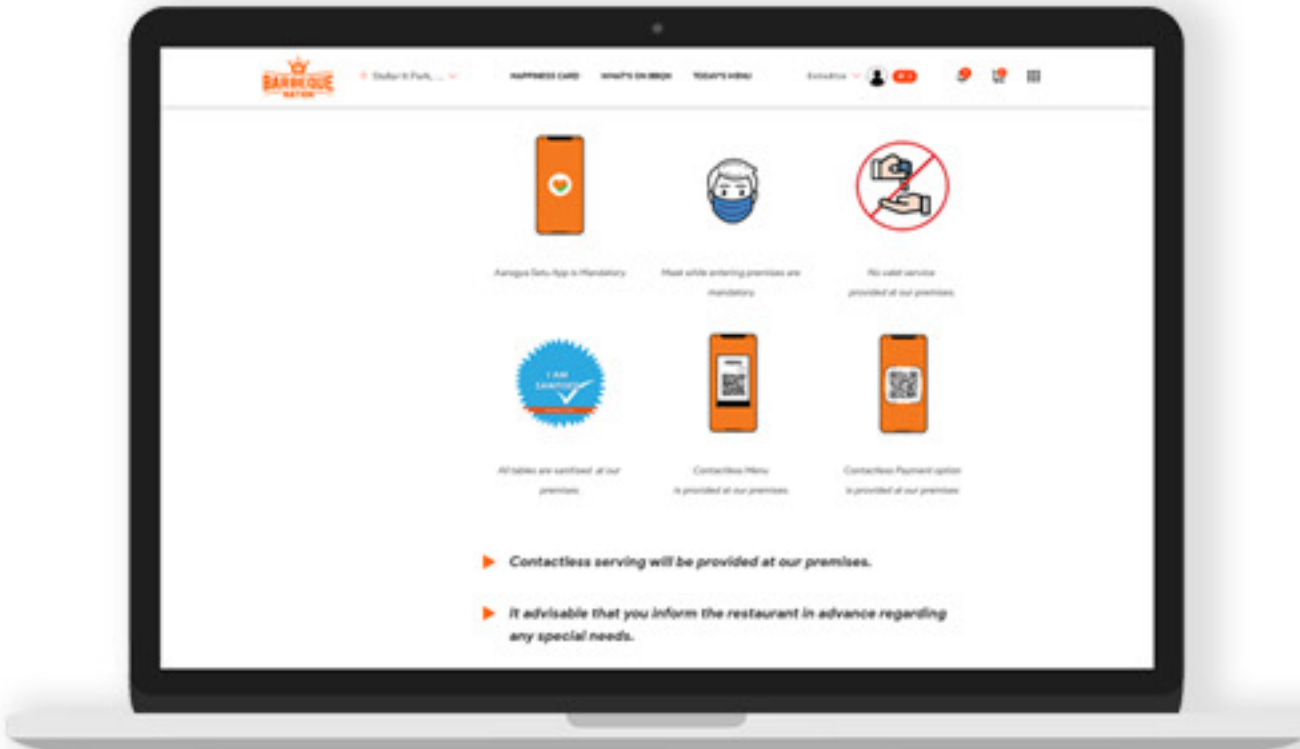 BARBEQUE
NATION
HAPPINESS CARD
WHAT'S ON BBQN
TODAY'S MENU
Aarogya Setu App is Mandatory
Mask while entering premises are
mandatory.
No valet service
provided at our premises.
I AM
All tables are sanitised at our
premises.
Contactless Menu
is provided at our premises.
Contactless Payment option
is provided at our premises
Contactless serving will be provided at our premises.
It advisable that you inform the restaurant in advance regarding
any special needs.